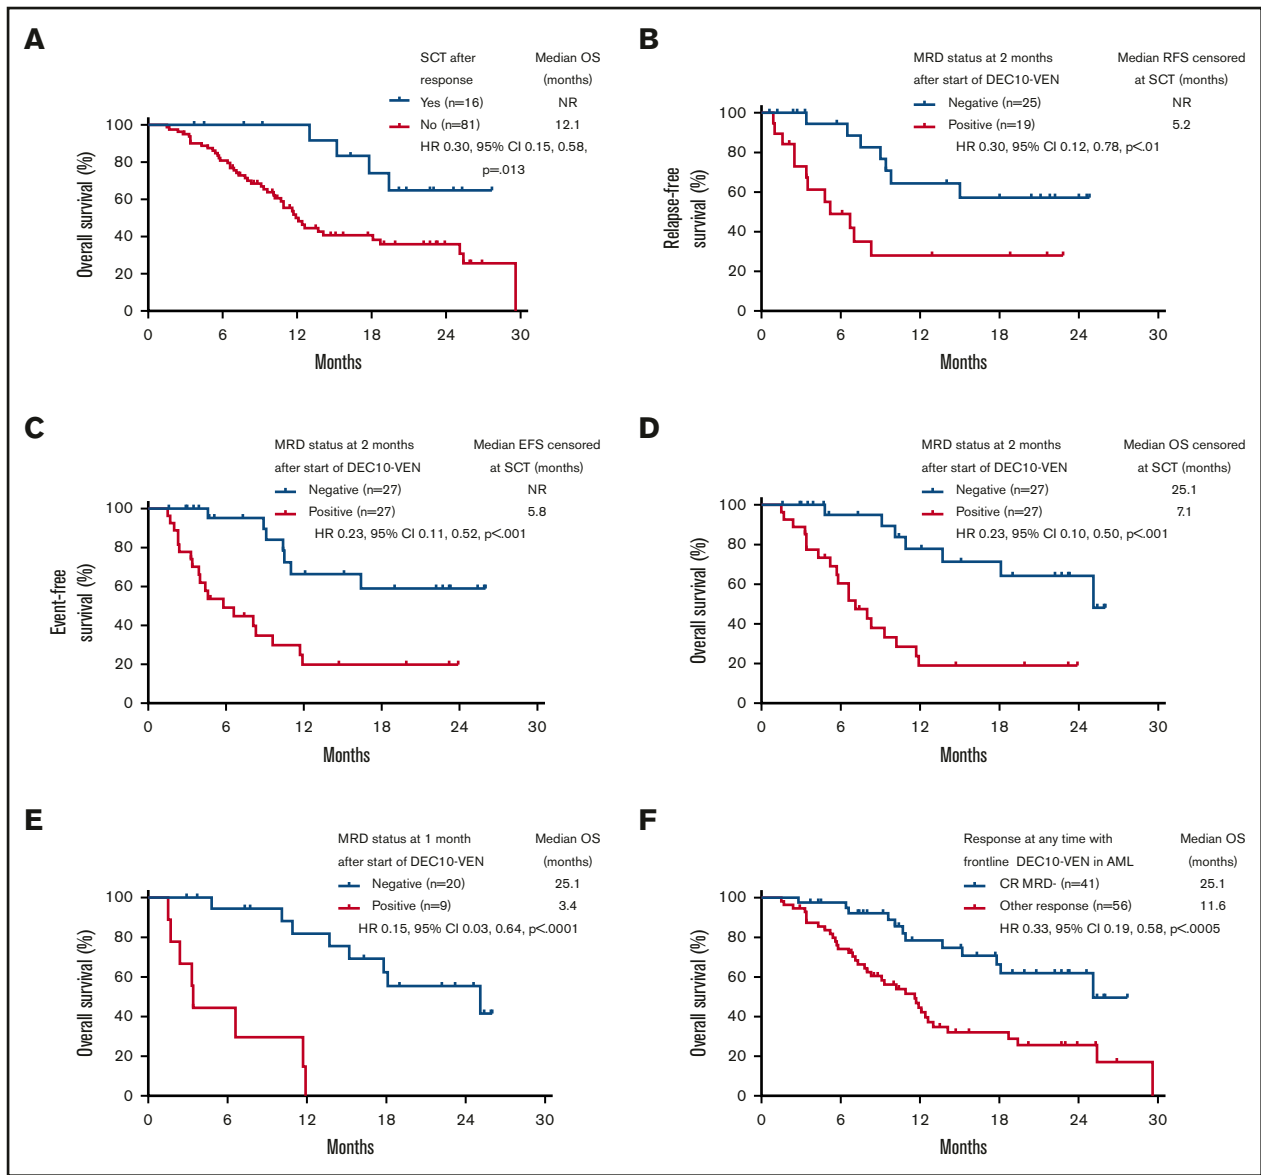 A
SCT after response
Median OS (months)
Yes (n=16) NR
No (n=81) 12.1
HR 0.30, 95% CI 0.15, 0.58,
p=.013
Overall survival (%)
100
80
60
40
20
0
0 6 12 18 24 30
Months
B
MRD status at 2 months after start of DEC10-VEN
Median RFS censored at SCT (months)
Negative (n=25) NR
Positive (n=19) 5.2
HR 0.30, 95% CI 0.12, 0.78, p<.01
Relapse-free survival (%)
100
80
60
40
20
0
0 6 12 18 24 30
Months
C
MRD status at 2 months after start of DEC10-VEN
Median EFS censored at SCT (months)
Negative (n=27) NR
Positive (n=27) 5.8
HR 0.23, 95% CI 0.11, 0.52, p<.001
Event-free survival (%)
100
80
60
40
20
0
0 6 12 18 24 30
Months
D
MRD status at 2 months after start of DEC10-VEN
Median OS censored at SCT (months)
Negative (n=27) 25.1
Positive (n=27) 7.1
HR 0.23, 95% CI 0.10, 0.50, p<.001
Overall survival (%)
100
80
60
40
20
0
0 6 12 18 24 30
Months
E
MRD status at 1 month after start of DEC10-VEN
Median OS (months)
Negative (n=20) 25.1
Positive (n=9) 3.4
HR 0.15, 95% CI 0.03, 0.64, p<.0001
Overall survival (%)
100
80
60
40
20
0
0 6 12 18 24 30
Months
F
Response at any time with frontline DEC10-VEN in AML
Median OS (months)
CR MRD- (n=41) 25.1
Other response (n=56) 11.6
HR 0.33, 95% CI 0.19, 0.58, p<.0005
Overall survival (%)
100
80
60
40
20
0
0 6 12 18 24 30
Months